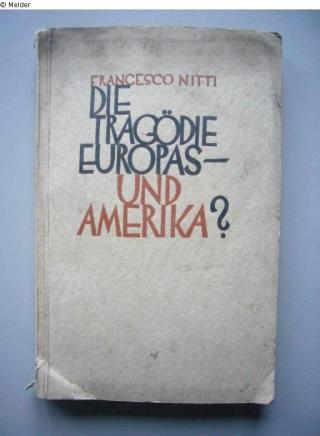 © Melder
FRANCESCO NITTI
DIE
TRAGÖDIE
EUROPAS—
UND
AMERIKA?